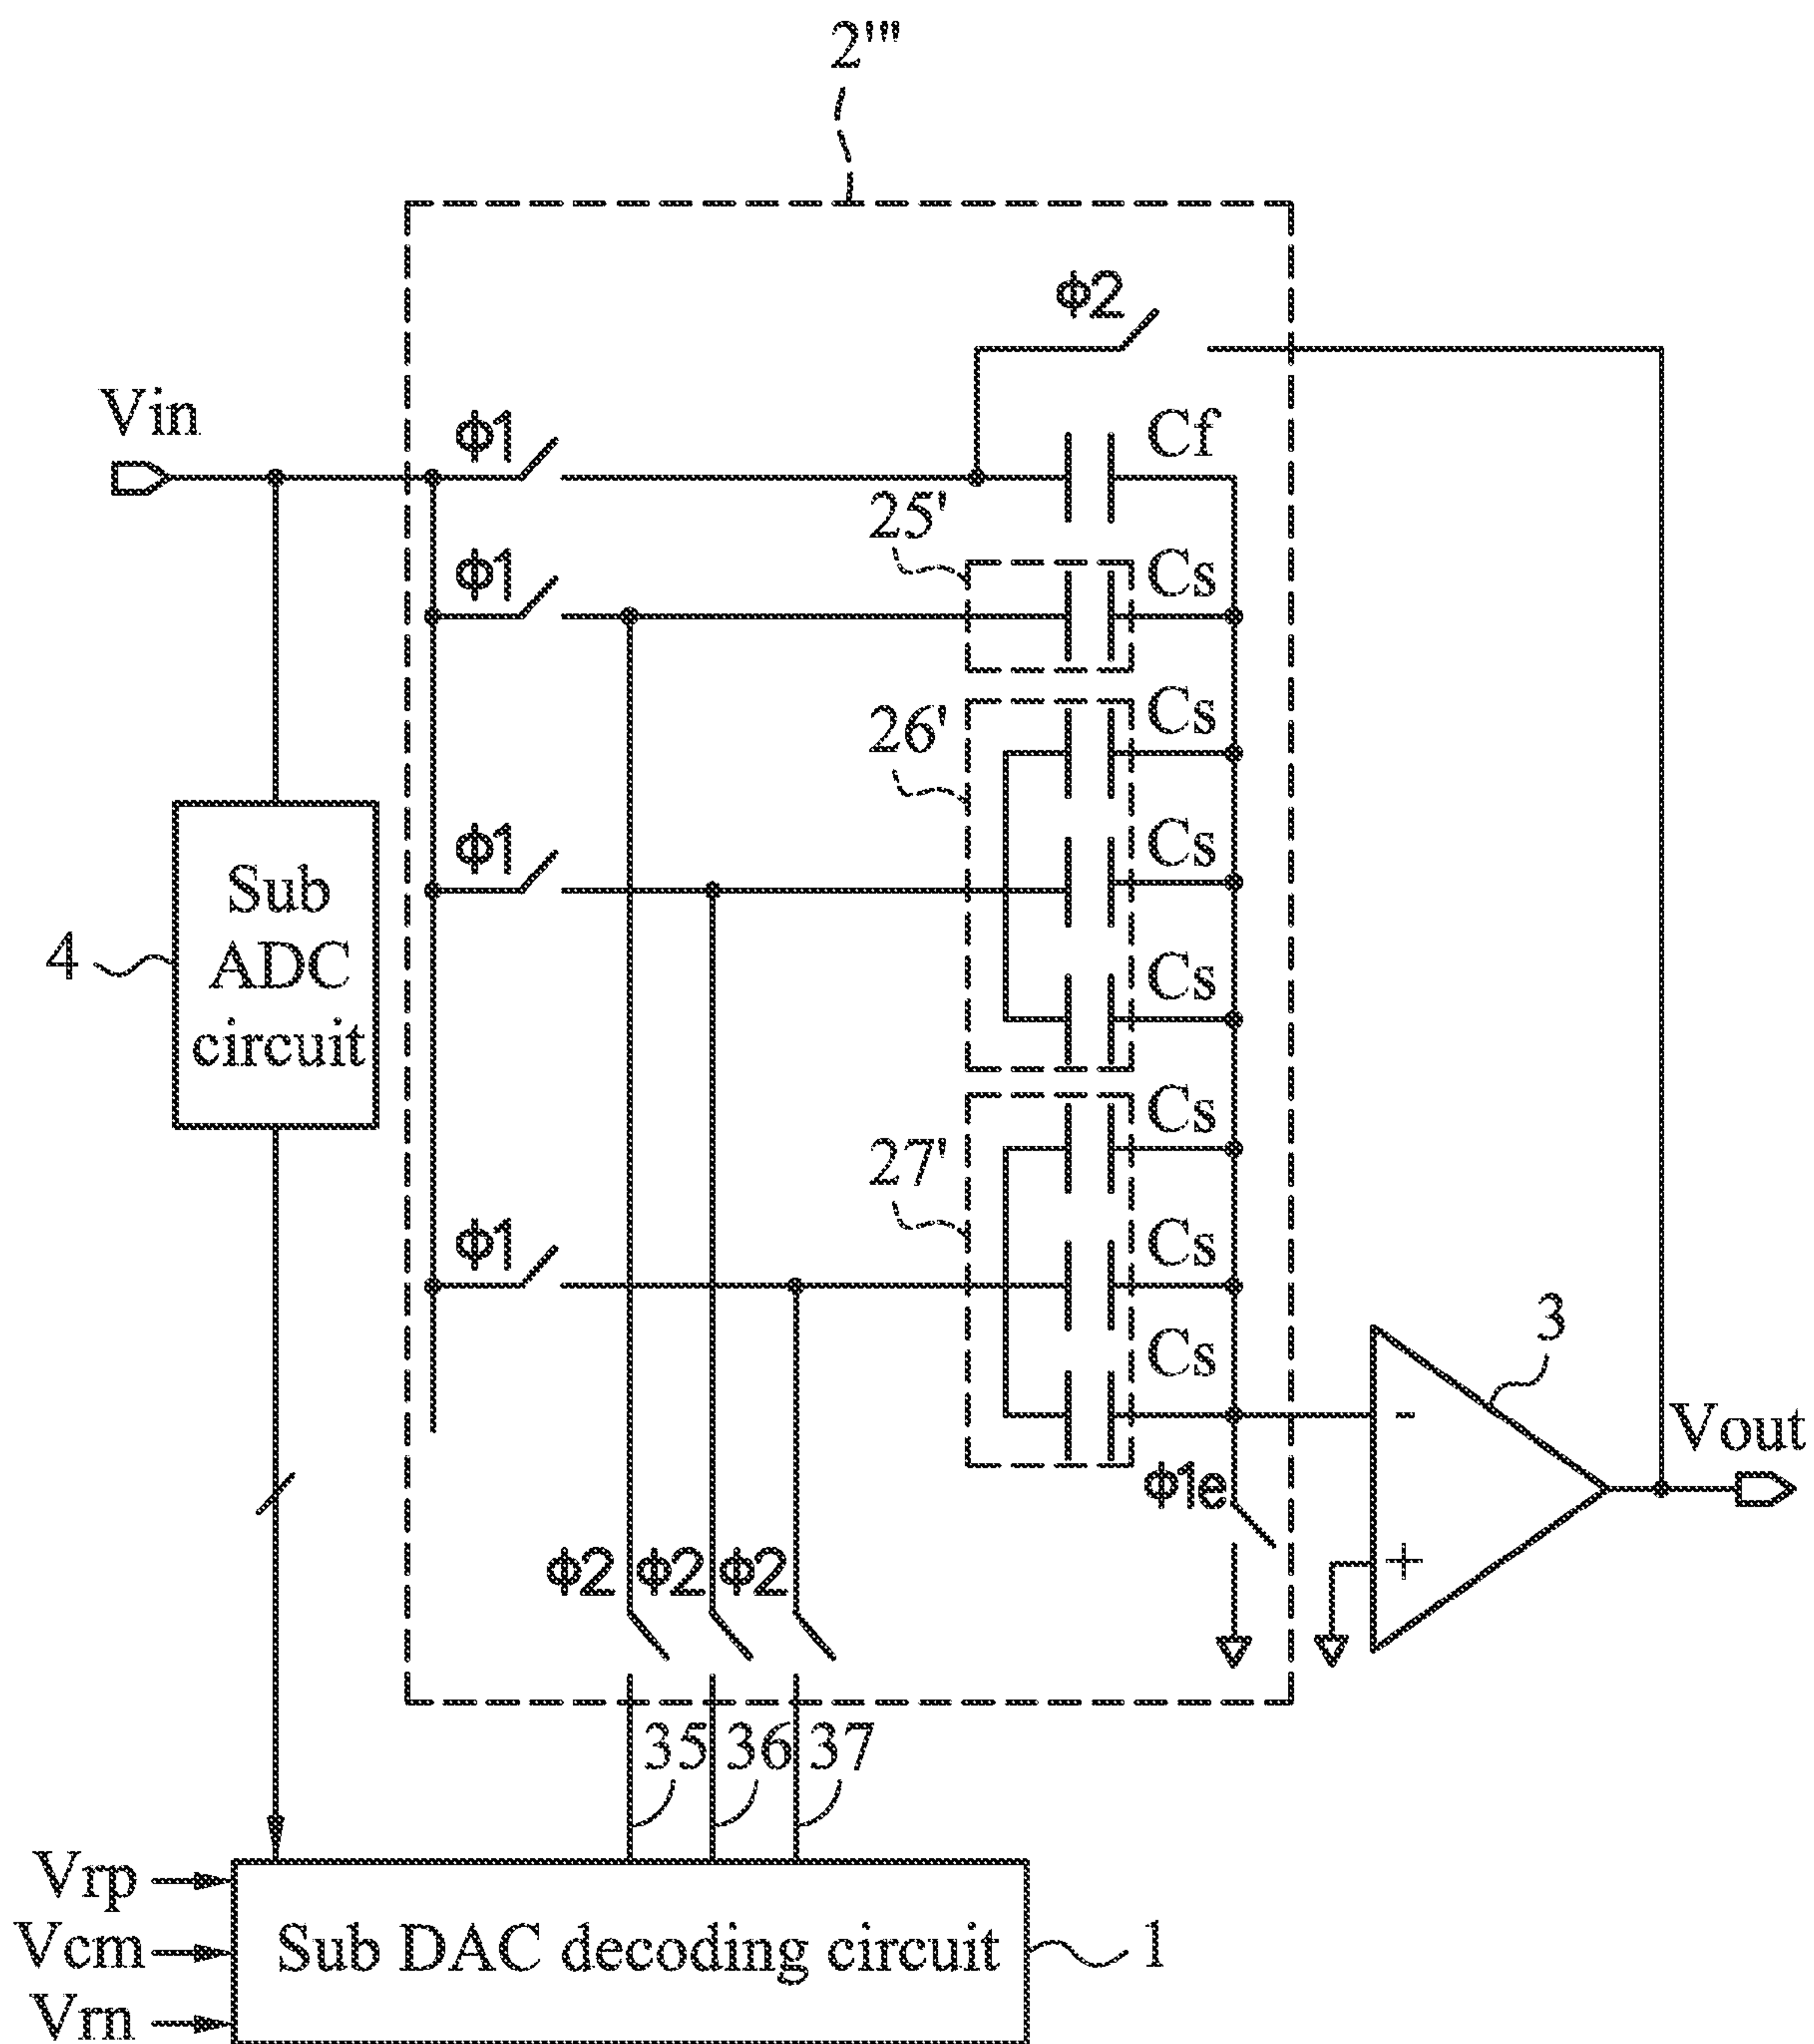 2''''
ϕ2
Vin
ϕ1
Cf
25'
ϕ1
Cs
26'
Cs
ϕ1
Cs
Sub
ADC
circuit
4
Cs
27'
Cs
ϕ1
Cs
3
Cs
-
Vout
ϕ1e
+
ϕ2 ϕ2 ϕ2
35 36 37
Vrp
Vcm
Vrn
Sub DAC decoding circuit
1